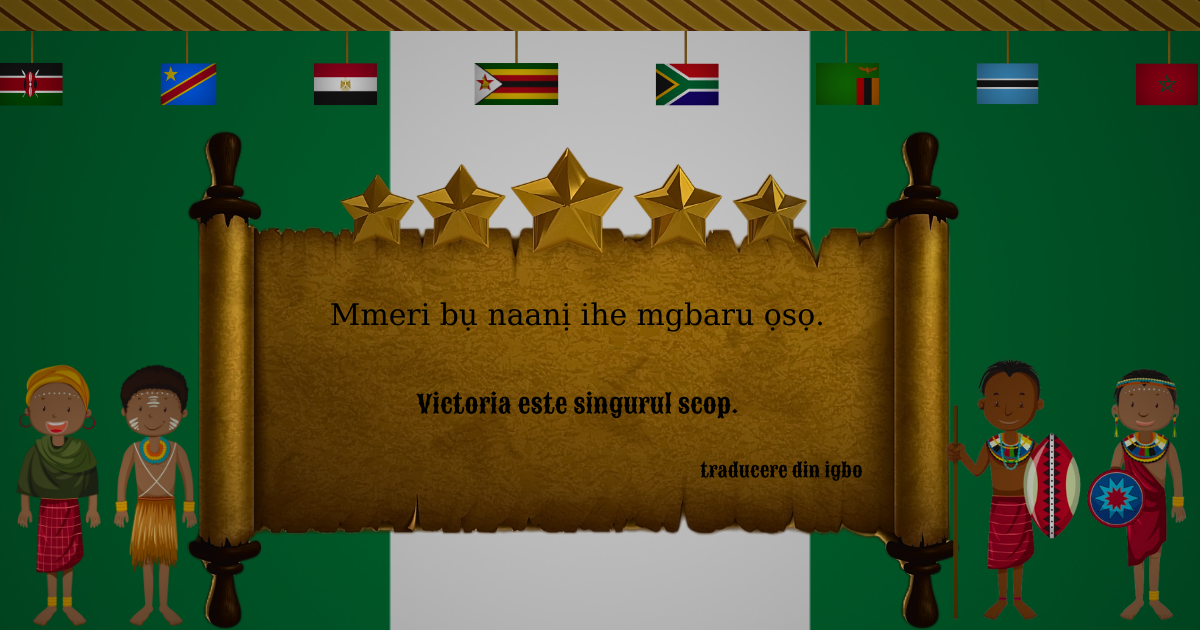 Mmeri bụ naanị ihe mgbaru ọsọ.
Victoria este singurul scop.
traducere din igbo